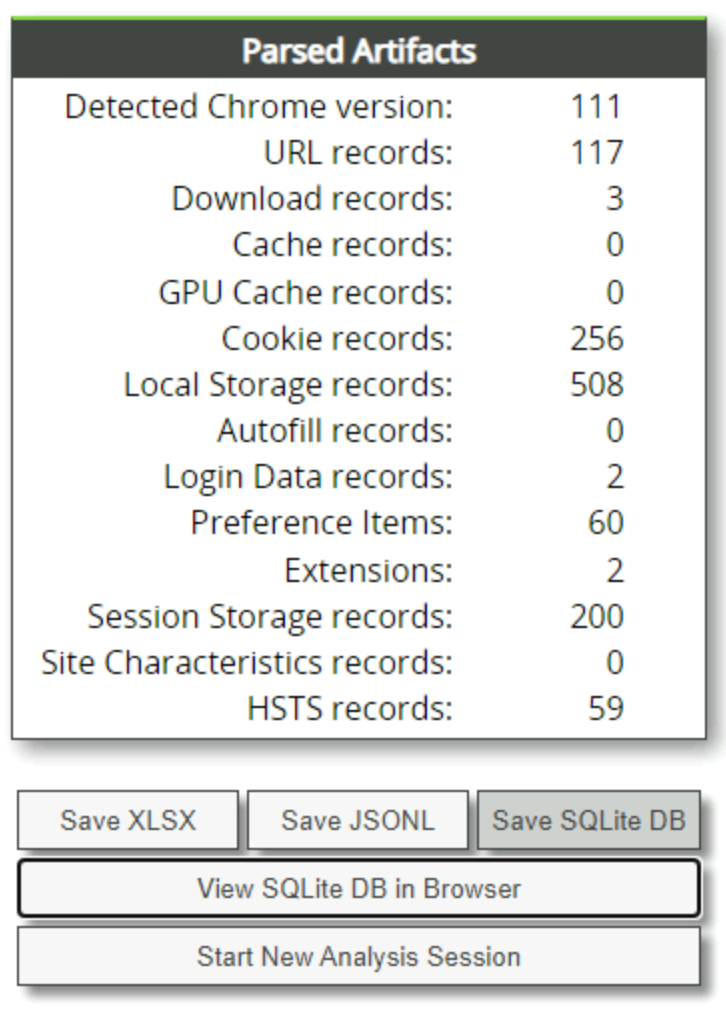 Parsed Artifacts
Detected Chrome version: 111
URL records: 117
Download records: 3
Cache records: 0
GPU Cache records: 0
Cookie records: 256
Local Storage records: 508
Autofill records: 0
Login Data records: 2
Preference Items: 60
Extensions: 2
Session Storage records: 200
Site Characteristics records: 0
HSTS records: 59
Save XLSX Save JSONL Save SQLite DB
View SQLite DB in Browser
Start New Analysis Session